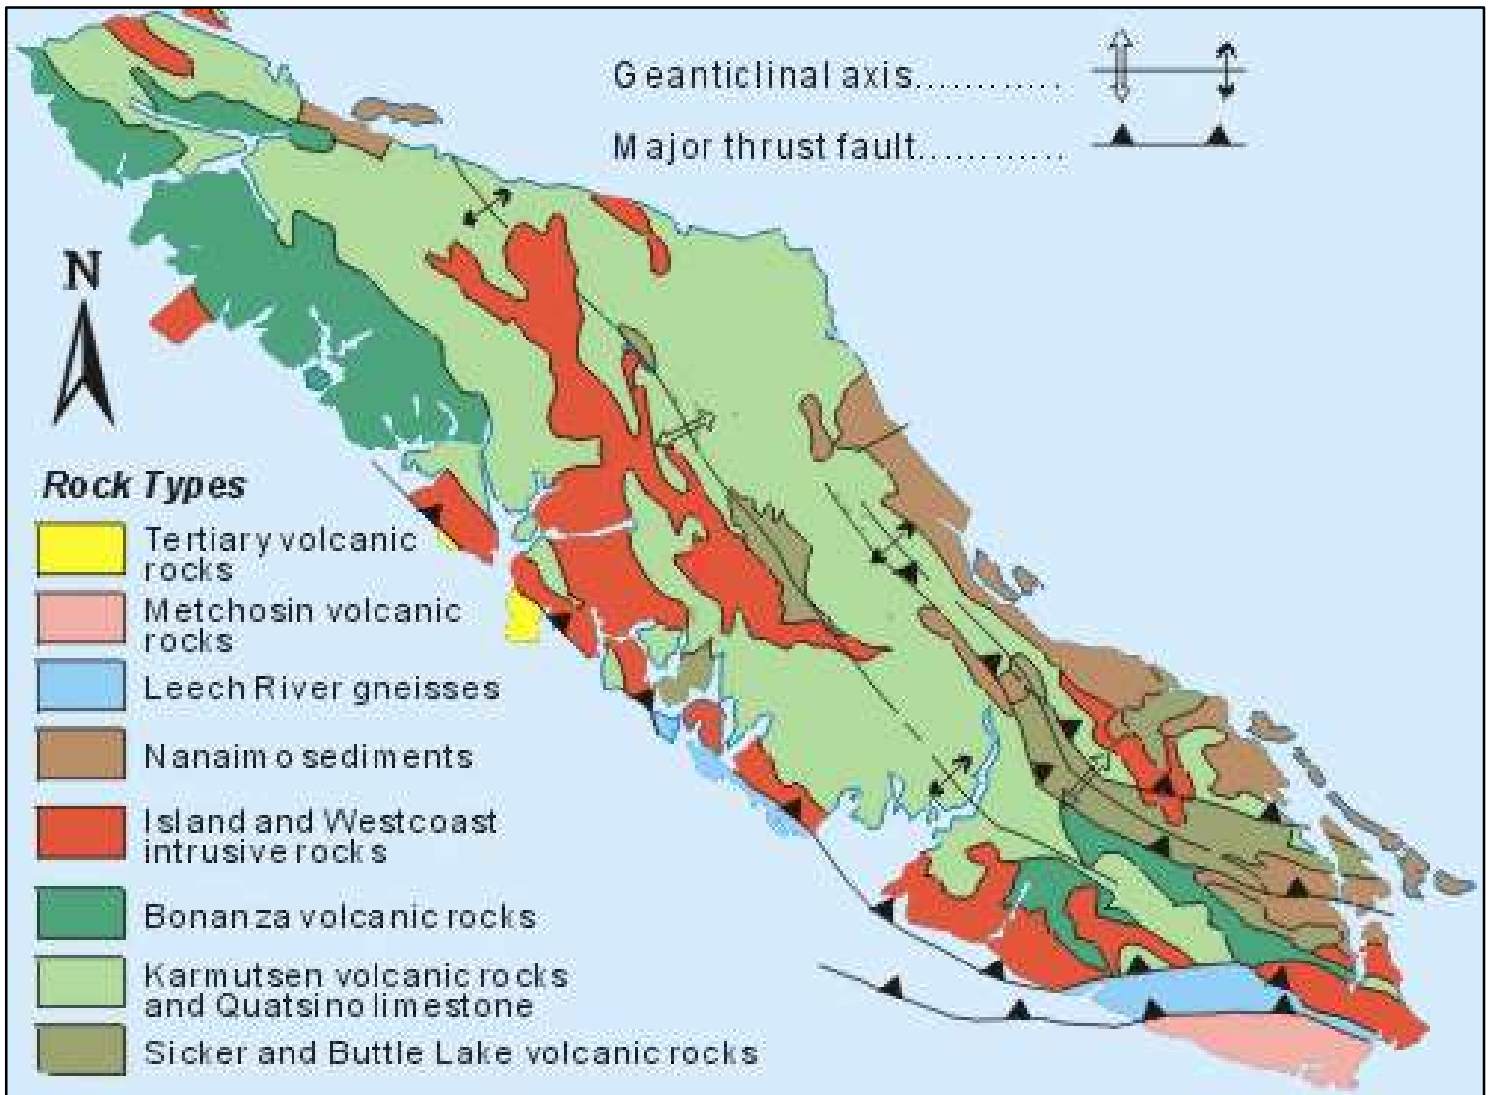 Geanticlinal axis............
Major thrust fault............
N
Rock Types
Tertiary volcanic
rocks
Metchosin volcanic
rocks
Leech River gneisses
Nanaimo sediments
Island and Westcoast
intrusive rocks
Bonanza volcanic rocks
Karmutsen volcanic rocks
and Quatsino limestone
Sicker and Buttle Lake volcanic rocks